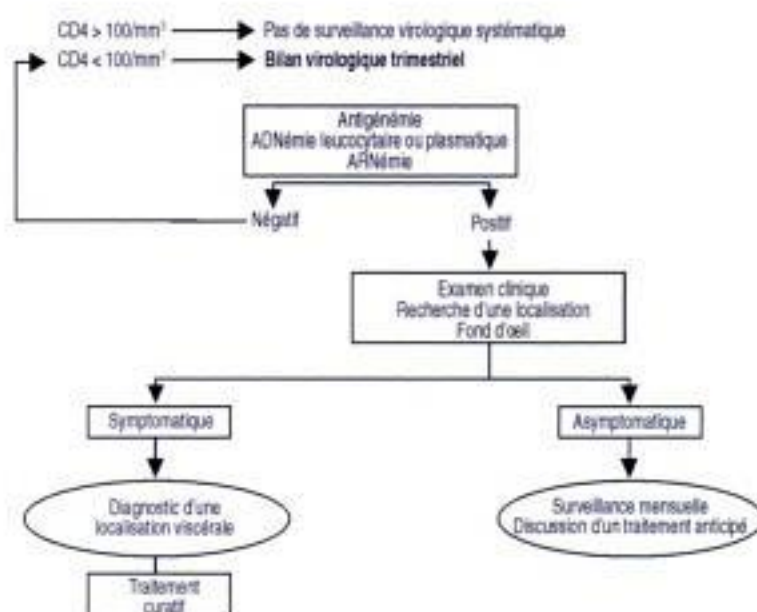 CD4 > 100/mm³ Pas de surveillance virologique systématique
CD4 < 100/mm³ Bilan virologique trimestriel
Antigénémie
ADNémie leucocytaire ou plasmatique
ARNémie
Négatif Positif
Examen clinique
Recherche d'une localisation
Fond d'œil
Symptomatique Asymptomatique
Diagnostic d'une
localisation viscérale
Surveillance mensuelle
Discussion d'un traitement anticipé
Traitement
curatif